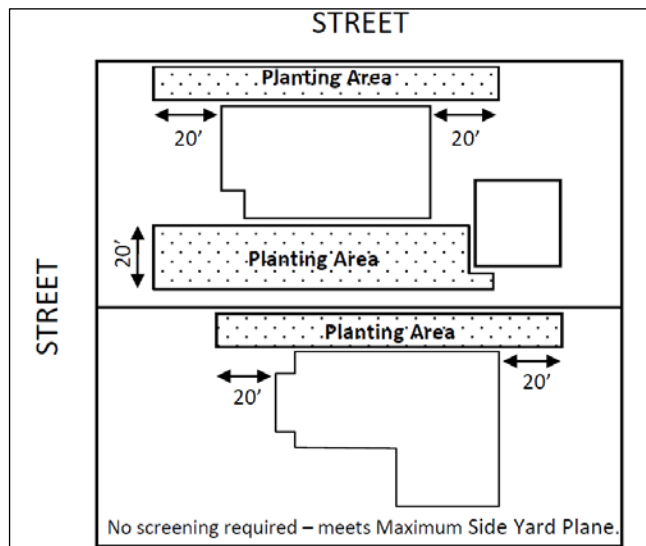 STREET
Planting Area
20’
20’
STREET
20’
Planting Area
Planting Area
20’
20’
No screening required – meets Maximum Side Yard Plane.